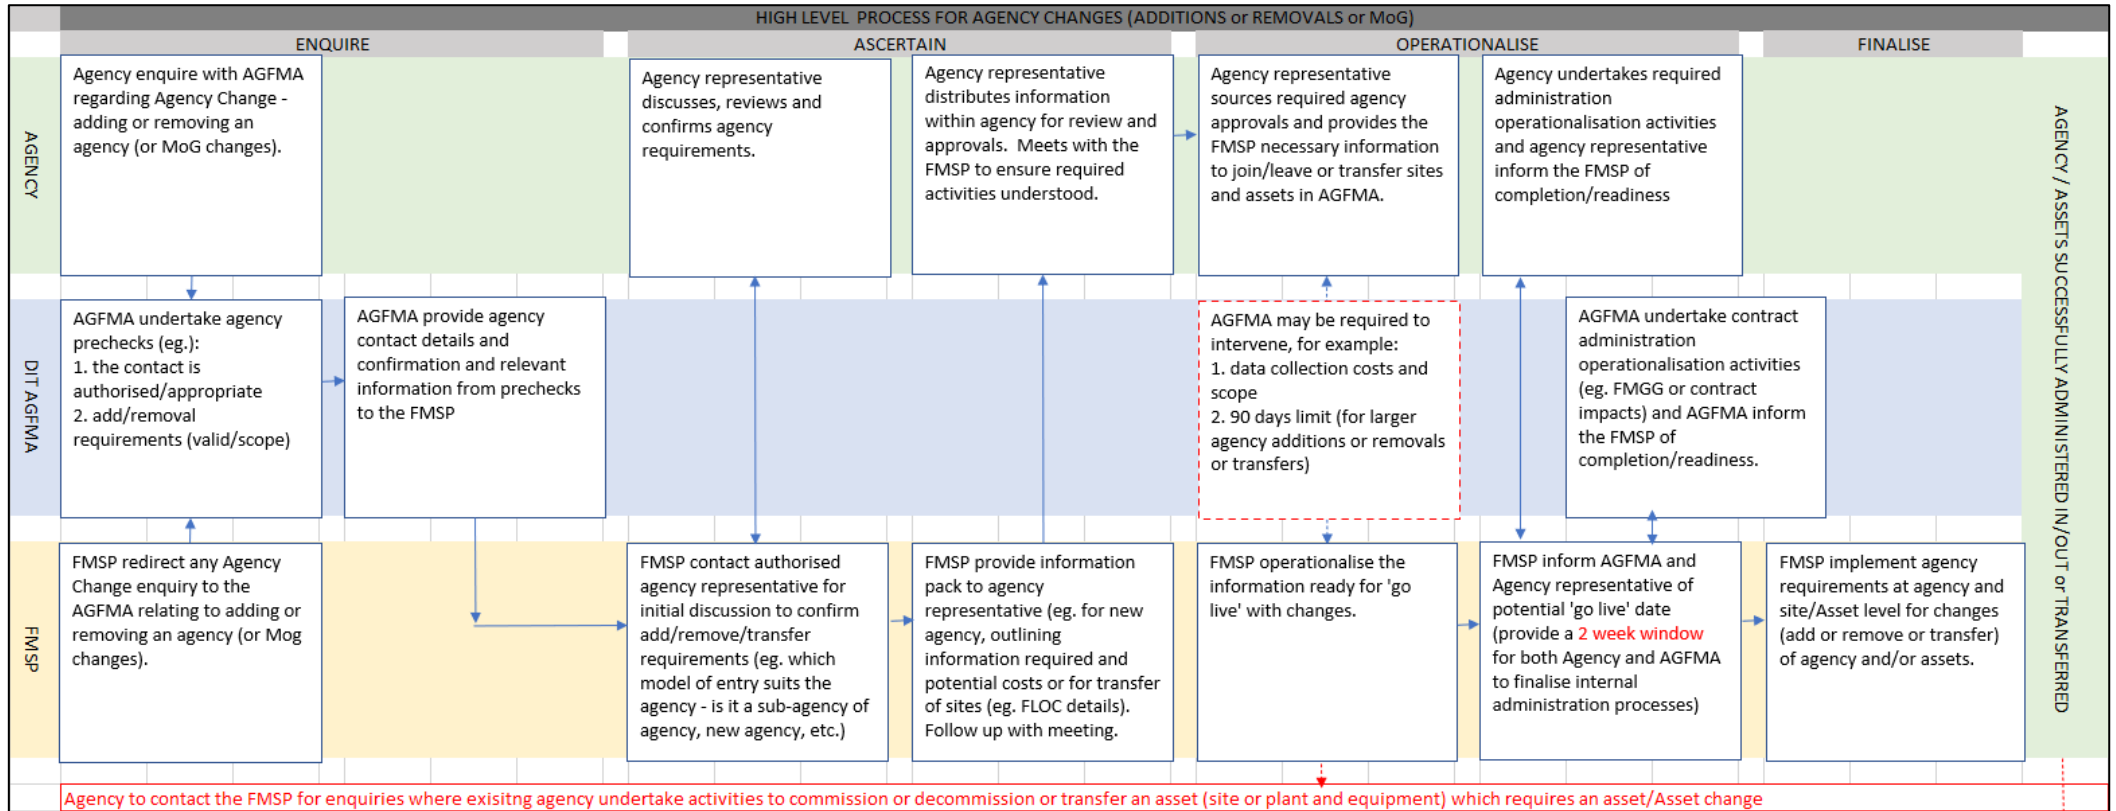 HIGH LEVEL  PROCESS FOR AGENCY CHANGES (ADDITIONS or REMOVALS or MoG)
ENQUIRE
ASCERTAIN
OPERATIONALISE
FINALISE
AGENCY
Agency enquire with AGFMA
regarding Agency Change -
adding or removing an
agency (or MoG changes).
Agency representative
discusses, reviews and
confirms agency
requirements.
Agency representative
distributes information
within agency for review and
approvals.  Meets with the
FMSP to ensure required
activities understood.
Agency representative
sources required agency
approvals and provides the
FMSP necessary information
to join/leave or transfer sites
and assets in AGFMA.
Agency undertakes required
administration
operationalisation activities
and agency representative
inform the FMSP of
completion/readiness
AGENCY / ASSETS SUCCESSFULLY ADMINISTERED IN/OUT or TRANSFERRED
DIT AGFMA
AGFMA undertake agency
prechecks (eg.):
1. the contact is
authorised/appropriate
2. add/removal
requirements (valid/scope)
AGFMA provide agency
contact details and
confirmation and relevant
information from prechecks
to the FMSP
AGFMA may be required to
intervene, for example:
1. data collection costs and
scope
2. 90 days limit (for larger
agency additions or removals
or transfers)
AGFMA undertake contract
administration
operationalisation activities
(eg. FMGG or contract
impacts) and AGFMA inform
the FMSP of
completion/readiness.
FMSP
FMSP redirect any Agency
Change enquiry to the
AGFMA relating to adding or
removing an agency (or Mog
changes).
FMSP contact authorised
agency representative for
initial discussion to confirm
add/remove/transfer
requirements (eg. which
model of entry suits the
agency - is it a sub-agency of
agency, new agency, etc.)
FMSP provide information
pack to agency
representative (eg. for new
agency, outlining
information required and
potential costs or for transfer
of sites (eg. FLOC details).
Follow up with meeting.
FMSP operationalise the
information ready for 'go
live' with changes.
FMSP inform AGFMA and
Agency representative of
potential 'go live' date
(provide a 2 week window
for both Agency and AGFMA
to finalise internal
administration processes)
FMSP implement agency
requirements at agency and
site/Asset level for changes
(add or remove or transfer)
of agency and/or assets.
Agency to contact the FMSP for enquiries where exisitng agency undertake activities to commission or decommission or transfer an asset (site or plant and equipment) which requires an asset/Asset change